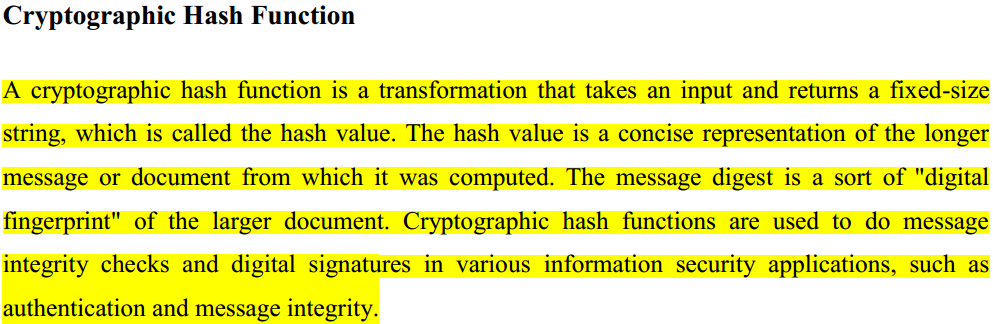 Cryptographic Hash Function
A cryptographic hash function is a transformation that takes an input and returns a fixed-size
string, which is called the hash value. The hash value is a concise representation of the longer
message or document from which it was computed. The message digest is a sort of "digital
fingerprint" of the larger document. Cryptographic hash functions are used to do message
integrity checks and digital signatures in various information security applications, such as
authentication and message integrity.